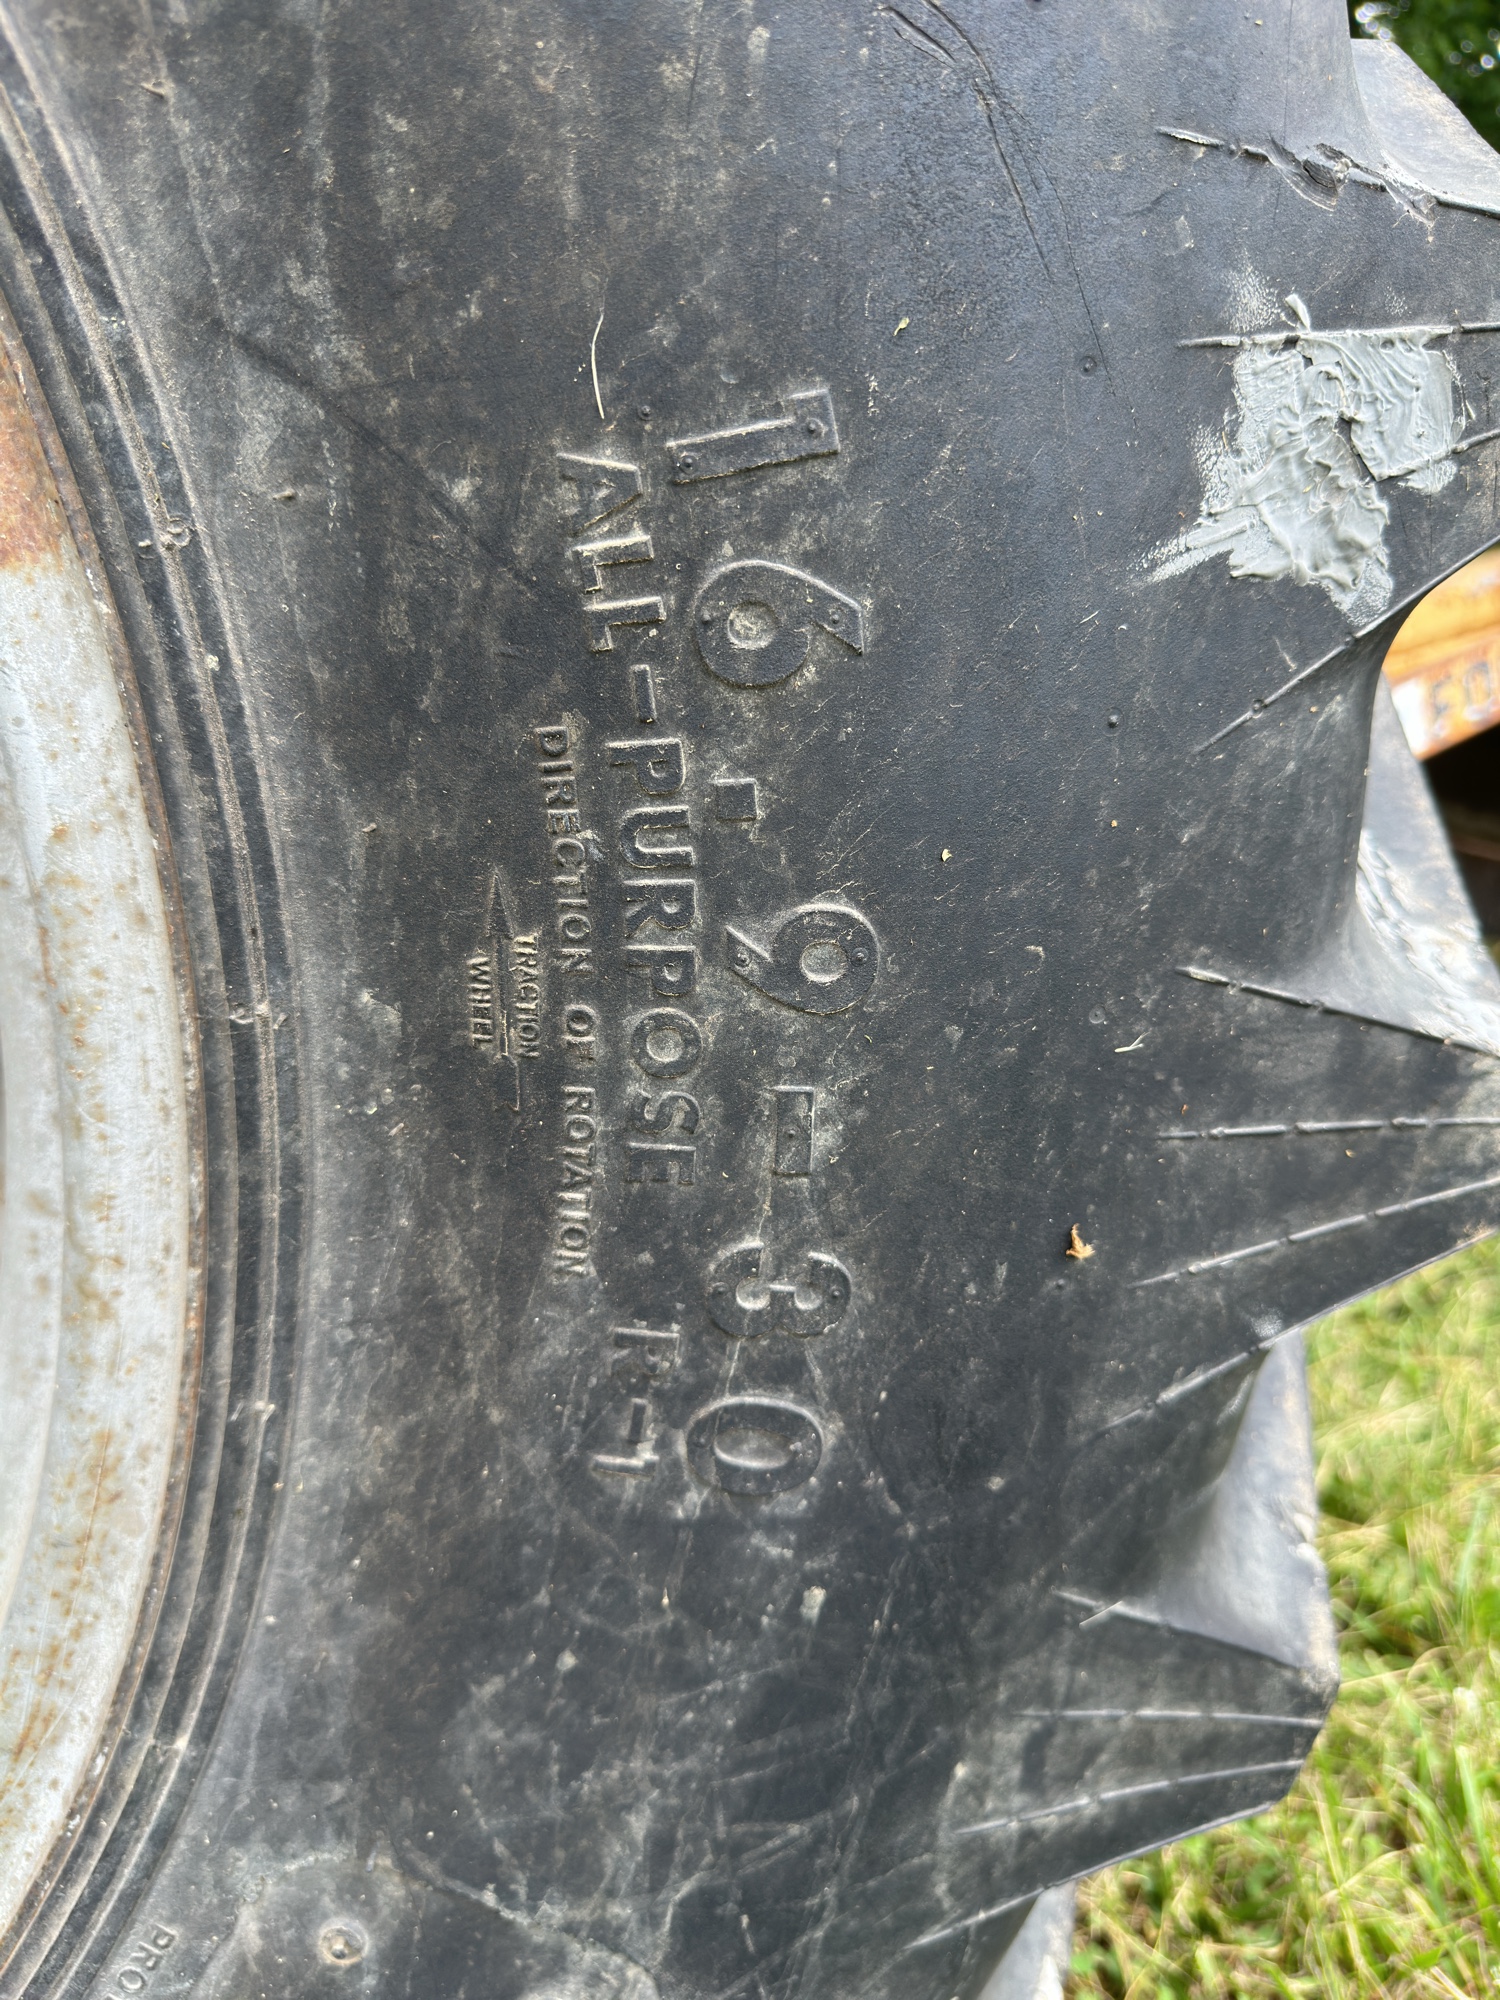 16.9-30
ALL-PURPOSE R-1
DIRECTION OF ROTATION
TRACTION
WHEEL